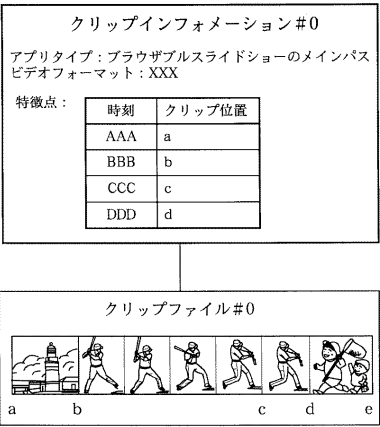 クリップインフォメーション#0
アプリタイプ：ブラウザブルスライドショーのメインパス
ビデオフォーマット：XXX
特徴点：
時刻 クリップ位置
AAA a
BBB b
CCC c
DDD d
クリップファイル#0
a b c d e